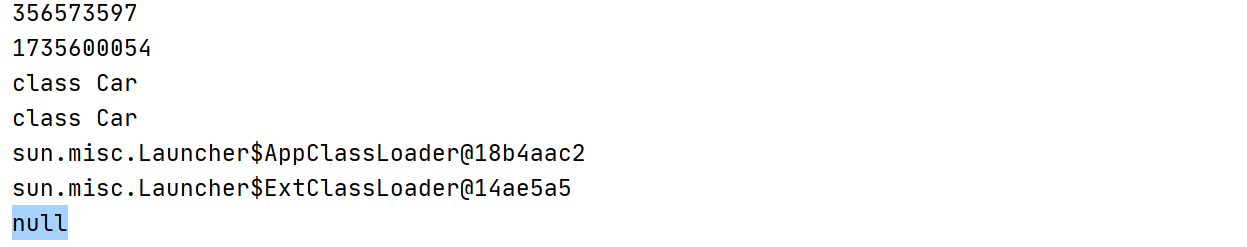 356573597
1735600054
class Car
class Car
sun.misc.Launcher$AppClassLoader@18b4aac2
sun.misc.Launcher$ExtClassLoader@14ae5a5
null